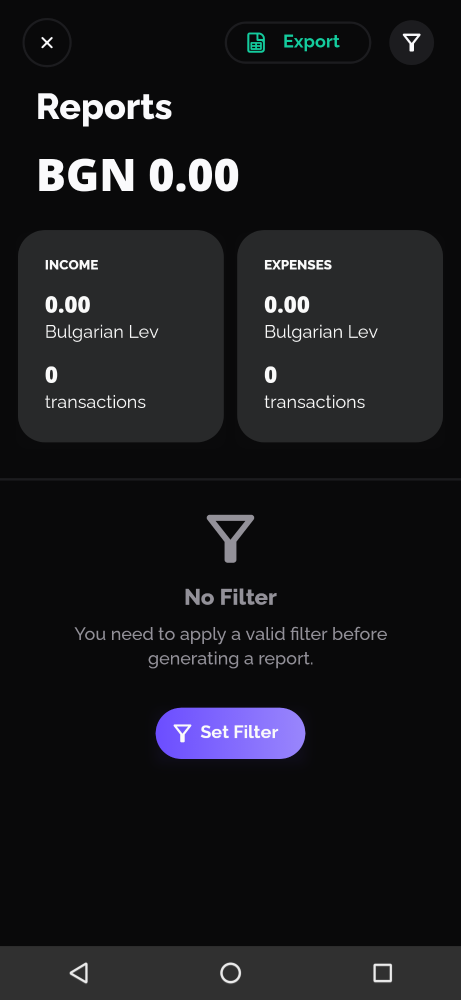 Export
Reports
BGN 0.00
INCOME
0.00
Bulgarian Lev
0
transactions
EXPENSES
0.00
Bulgarian Lev
0
transactions
No Filter
You need to apply a valid filter before
generating a report.
Set Filter